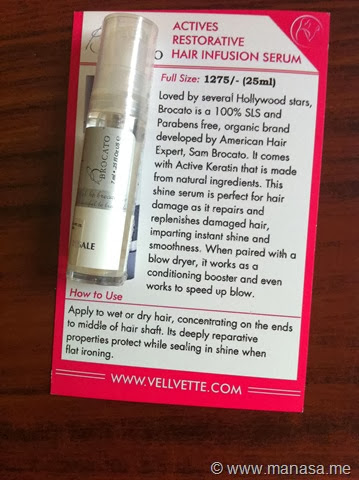 ACTIVES
RESTORATIVE
HAIR INFUSION SERUM
Full Size: 1275/- (25ml)
Loved by several Hollywood stars,
Brocato is a 100% SLS and
Parabens free, organic brand
developed by American Hair
Expert, Sam Brocato. It comes
with Active Keratin that is made
from natural ingredients. This
shine serum is perfect for hair
damage as it repairs and
replenishes damaged hair,
imparting instant shine and
smoothness. When paired with a
blow dryer, it works as a
conditioning booster and even
works to speed up blow.
How to Use
Apply to wet or dry hair, concentrating on the ends
to middle of hair shaft. Its deeply reparative
properties protect while sealing in shine when
flat ironing.
WWW.VELLVETTE.COM
BROCATO
© www.manasa.me